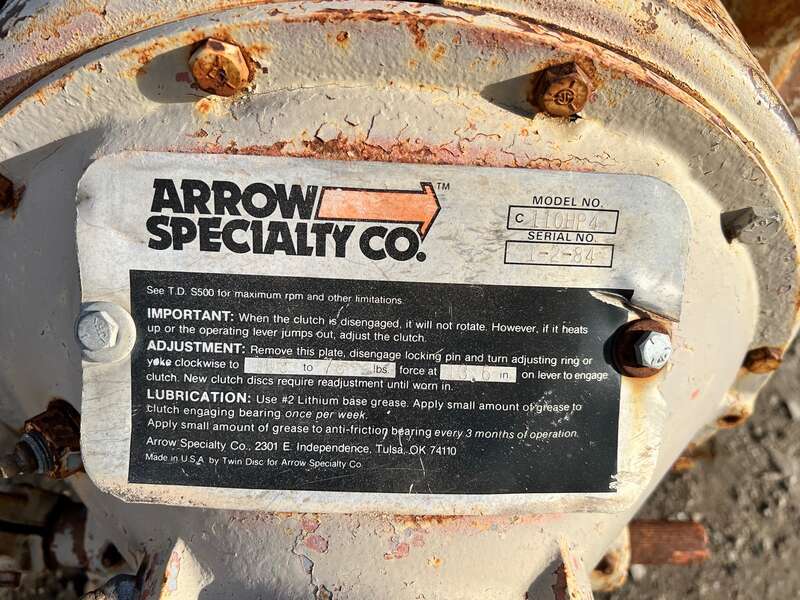 ARROW ™
SPECIALTY CO.
MODEL NO.
C 110HP4
SERIAL NO.
1-2-84
See T.D. S500 for maximum rpm and other limitations.
IMPORTANT: When the clutch is disengaged, it will not rotate. However, if it heats
up or the operating lever jumps out, adjust the clutch.
ADJUSTMENT: Remove this plate, disengage locking pin and turn adjusting ring or
yoke clockwise to to lbs. force at in. on lever to engage
clutch. New clutch discs require readjustment until worn in.
LUBRICATION: Use #2 Lithium base grease. Apply small amount of grease to
clutch engaging bearing once per week.
Apply small amount of grease to anti-friction bearing every 3 months of operation.
Arrow Specialty Co., 2301 E. Independence, Tulsa, OK 74110
Made in U.S.A. by Twin Disc for Arrow Specialty Co.